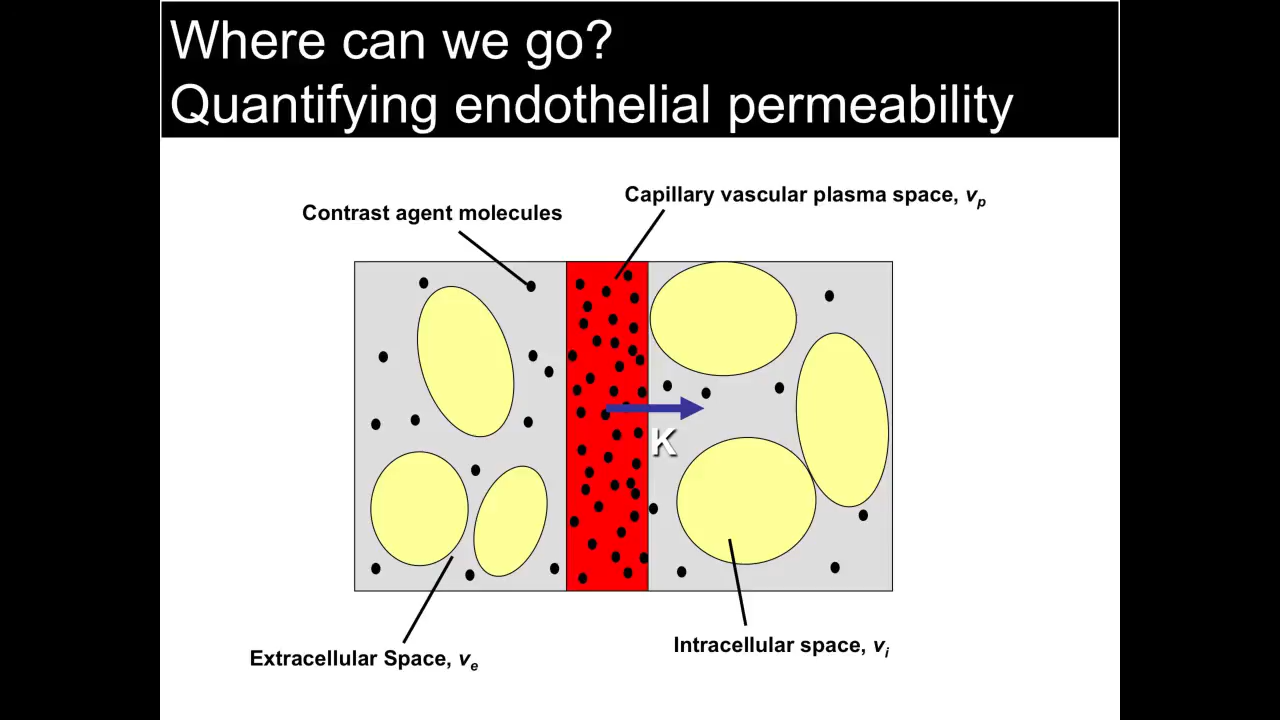 Where can we go?
Quantifying endothelial permeability
Capillary vascular plasma space, vp
Contrast agent molecules
K
Intracellular space, vi
Extracellular Space, ve